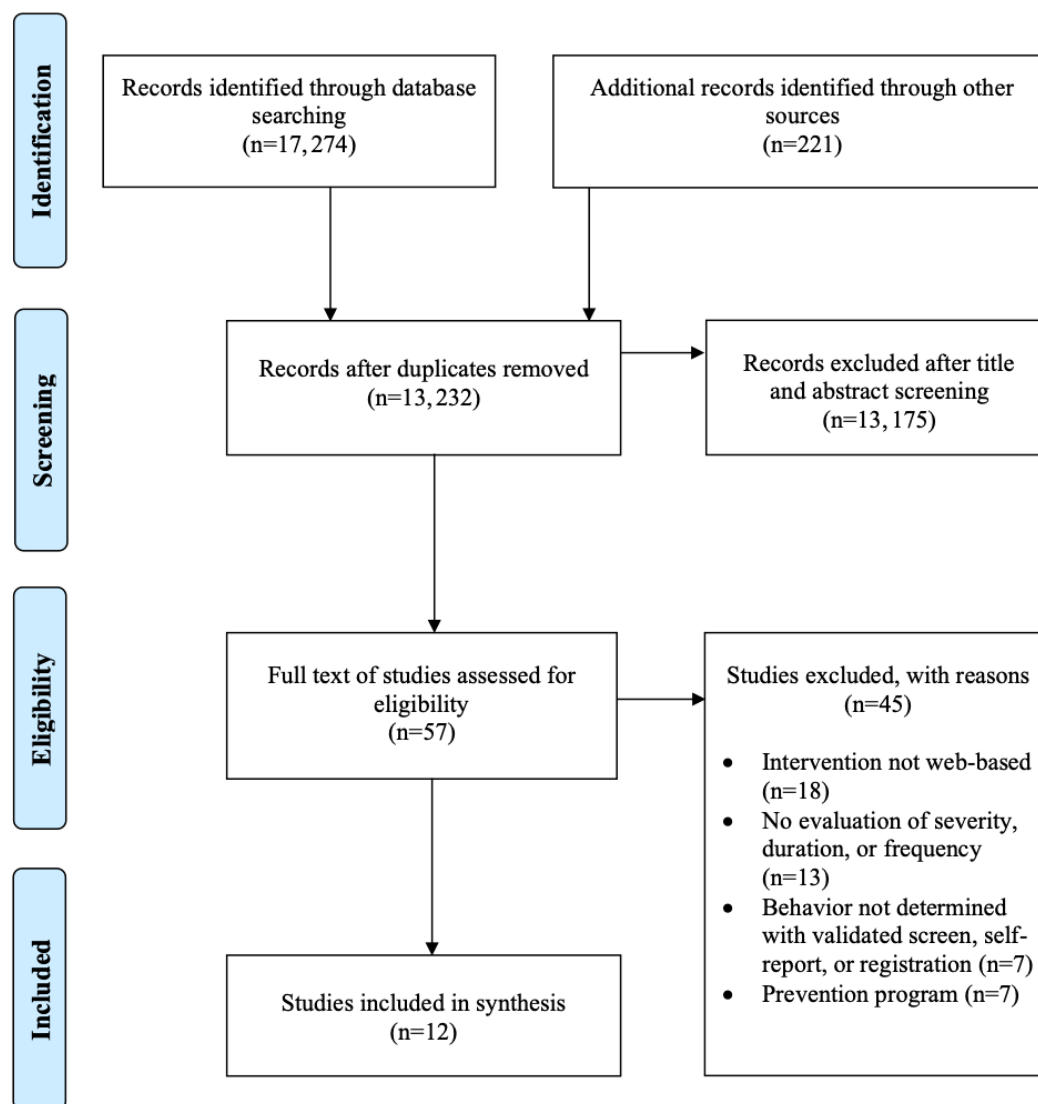 Identification
Records identified through database
searching
(n=17,274)
Additional records identified through other
sources
(n=221)
Screening
Records after duplicates removed
(n=13,232)
Records excluded after title
and abstract screening
(n=13,175)
Eligibility
Full text of studies assessed for
eligibility
(n=57)
Studies excluded, with reasons
(n=45)
• Intervention not web-based
(n=18)
• No evaluation of severity,
duration, or frequency
(n=13)
• Behavior not determined
with validated screen, self-
report, or registration (n=7)
• Prevention program (n=7)
Included
Studies included in synthesis
(n=12)